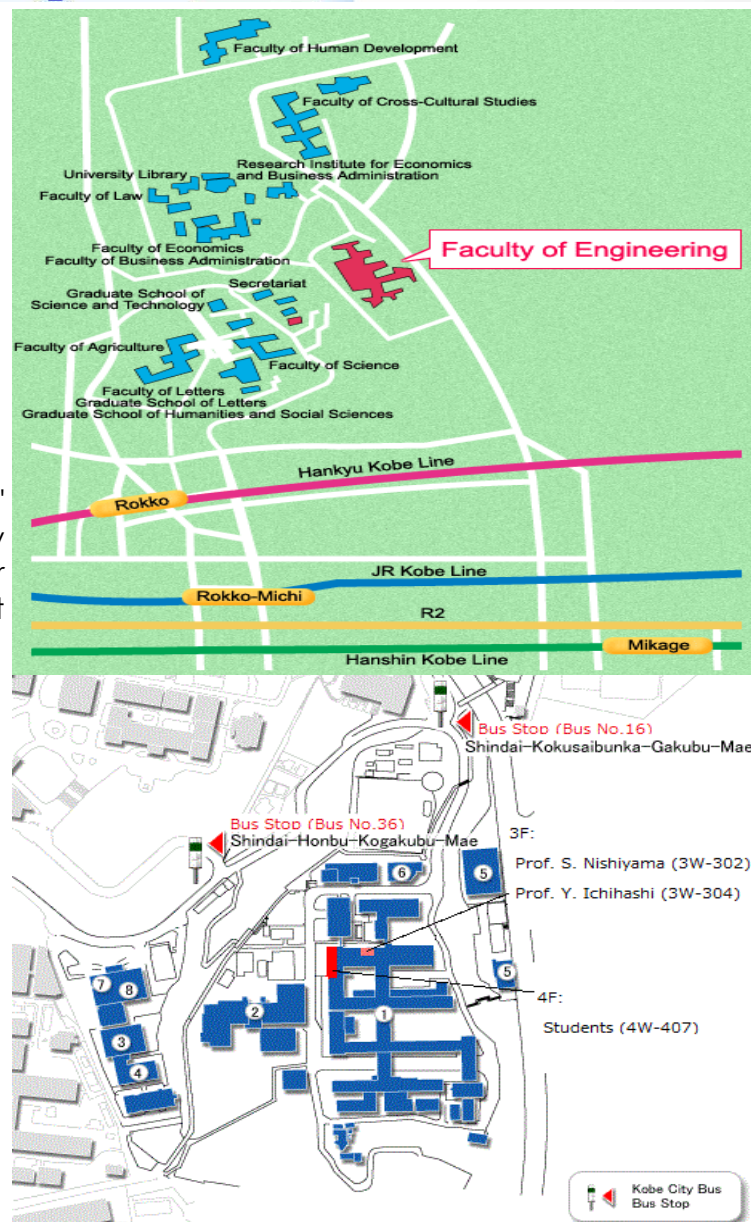 Faculty of Human Development
Faculty of Cross-Cultural Studies
Research Institute for Economics
and Business Administration
University Library
Faculty of Law
Faculty of Economics
Faculty of Business Administration
Faculty of Engineering
Secretariat
Graduate School of
Science and Technology
Faculty of Agriculture
Faculty of Science
Faculty of Letters
Graduate School of Letters
Graduate School of Humanities and Social Sciences
Hankyu Kobe Line
Rokko
JR Kobe Line
Rokko-Michi
R2
Mikage
Hanshin Kobe Line
Bus Stop (Bus No.16)
Shindai-Kokusaibunka-Gakubu-Mae
Bus Stop (Bus No.36)
Shindai-Honbu-Kogakubu-Mae
3F:
Prof. S. Nishiyama (3W-302)
Prof. Y. Ichihashi (3W-304)
6
5
5
7
8
2
1
3
4
4F:
Students (4W-407)
Kobe City Bus
Bus Stop